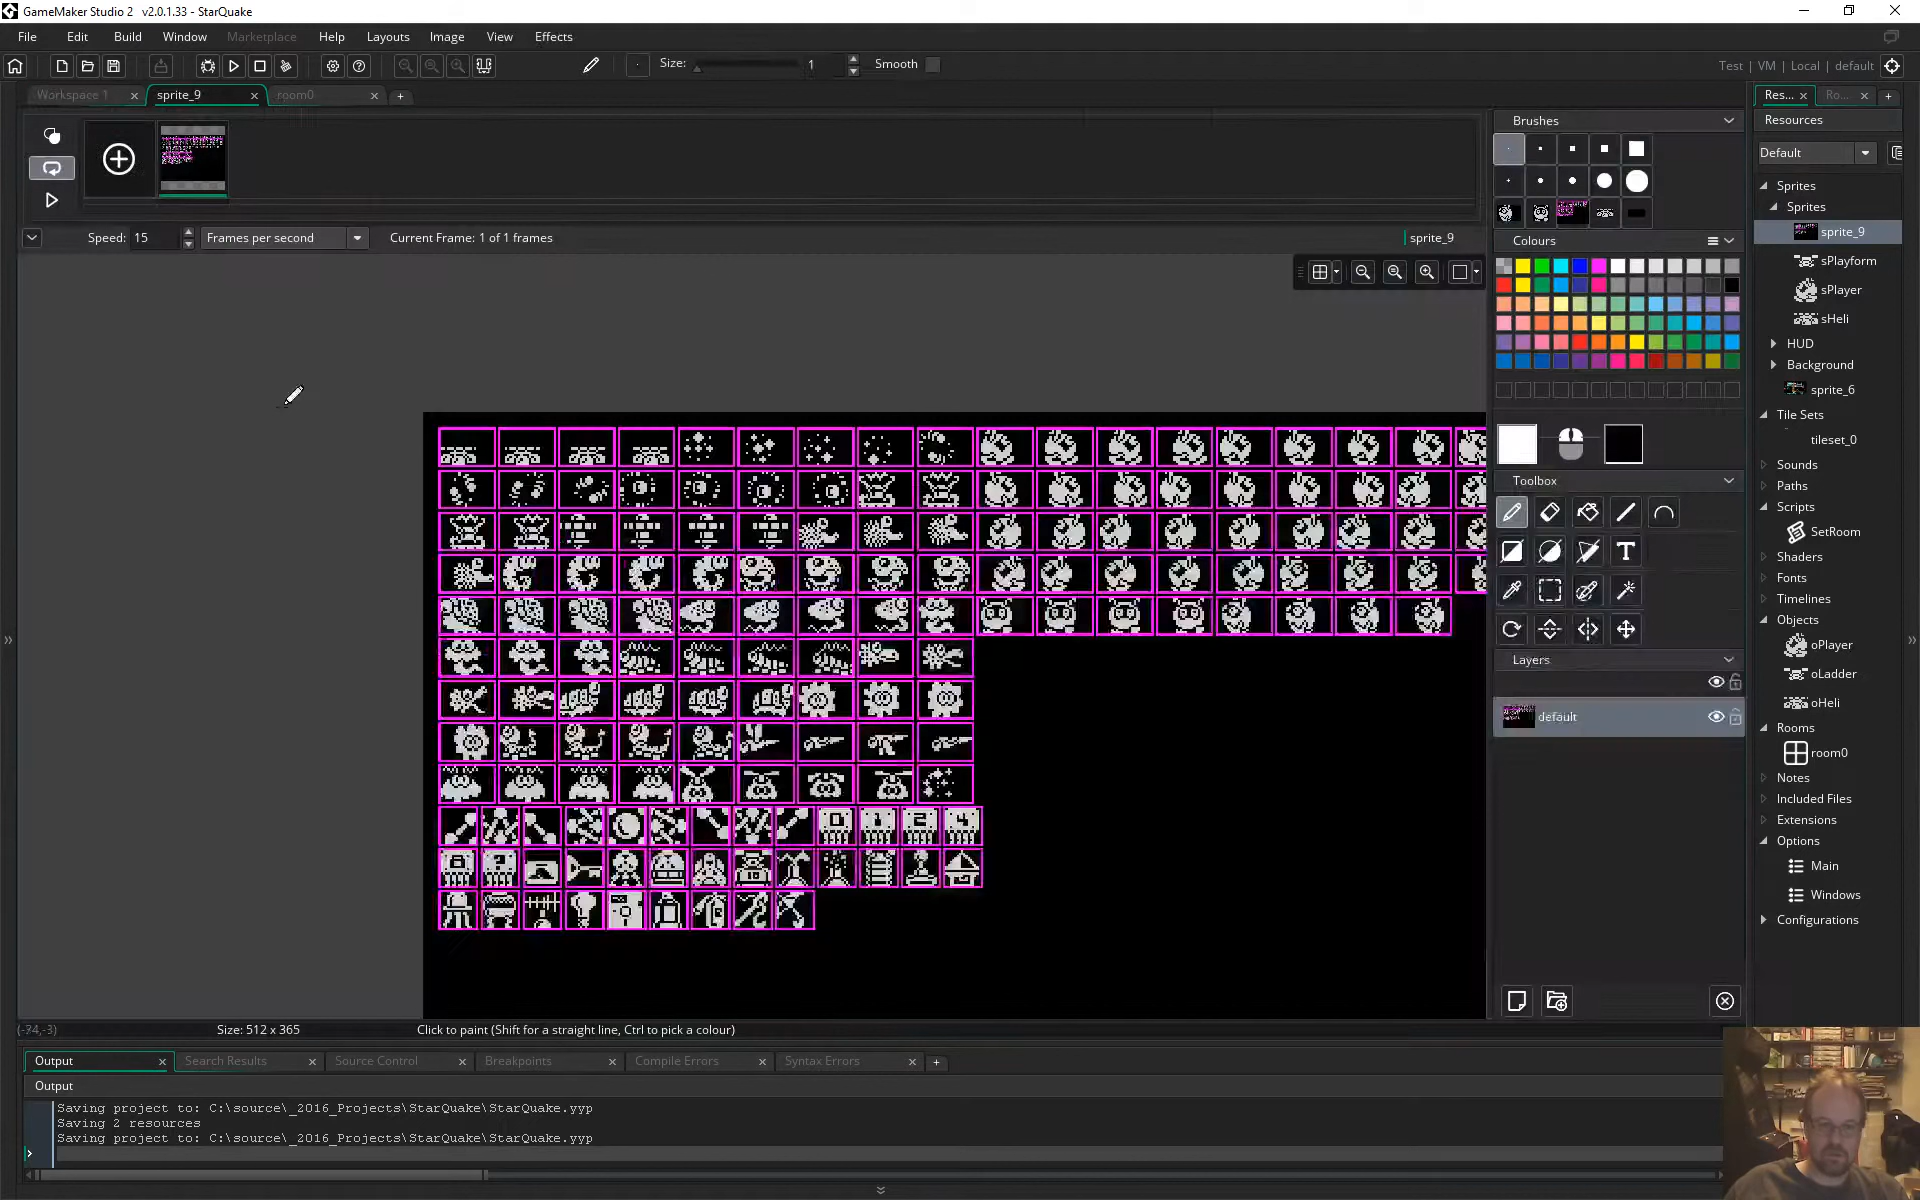 GameMaker Studio 2 v2.0.1.33 - StarQuake
File Edit Build Window Marketplace Help Layouts Image View Effects
Size: 1 Smooth
Test | VM | Local | default
Workspace 1 sprite_9 room0
Res... Ro...
Brushes
Resources
Default
Speed: 15 Frames per second Current Frame: 1 of 1 frames sprite_9
Colours
Toolbox
Layers
default
Sprites
Sprites
sprite_9
sPlayform
sPlayer
sHeli
HUD
Background
sprite_6
Tile Sets
tileset_0
Sounds
Paths
Scripts
SetRoom
Shaders
Fonts
Timelines
Objects
oPlayer
oLadder
oHeli
Rooms
room0
Notes
Included Files
Extensions
Options
Main
Windows
Configurations
(-74,-3) Size: 512 x 365 Click to paint (Shift for a straight line, Ctrl to pick a colour)
Output Search Results Source Control Breakpoints Compile Errors Syntax Errors
Output
Saving project to: C:\source\_2016_Projects\StarQuake\StarQuake.yyp
Saving 2 resources
Saving project to: C:\source\_2016_Projects\StarQuake\StarQuake.yyp